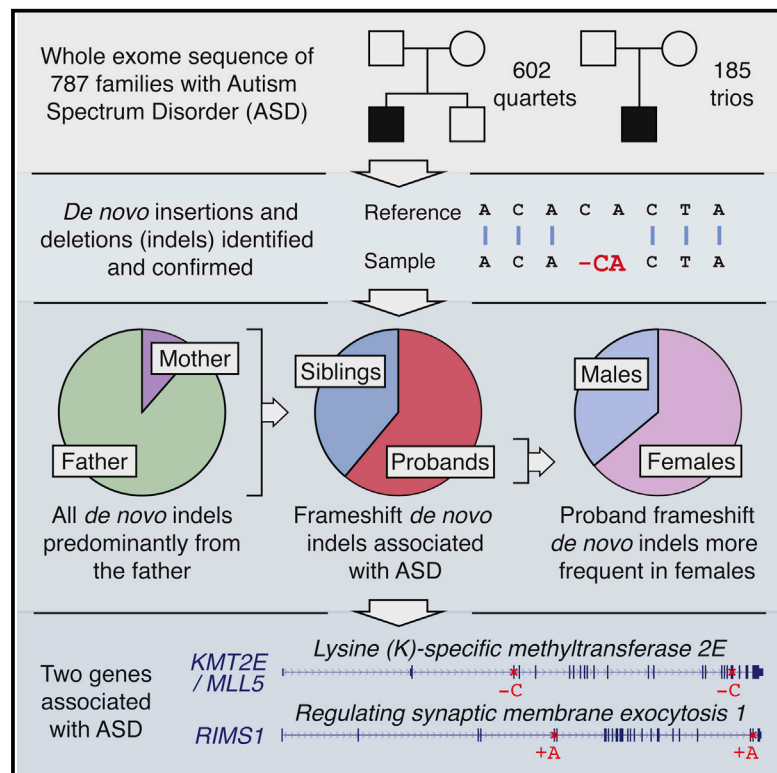 Whole exome sequence of
787 families with Autism
Spectrum Disorder (ASD)
602
quartets
185
trios
De novo insertions and
deletions (indels) identified
and confirmed
Reference A C A C A C T A
Sample A C A -CA C T A
Mother
Father
All de novo indels
predominantly from
the father
Siblings
Probands
Frameshift de novo
indels associated
with ASD
Males
Females
Proband frameshift
de novo indels more
frequent in females
Two genes
associated
with ASD
KMT2E
/ MLL5
Lysine (K)-specific methyltransferase 2E
-C -C
RIMS1
Regulating synaptic membrane exocytosis 1
+A +A